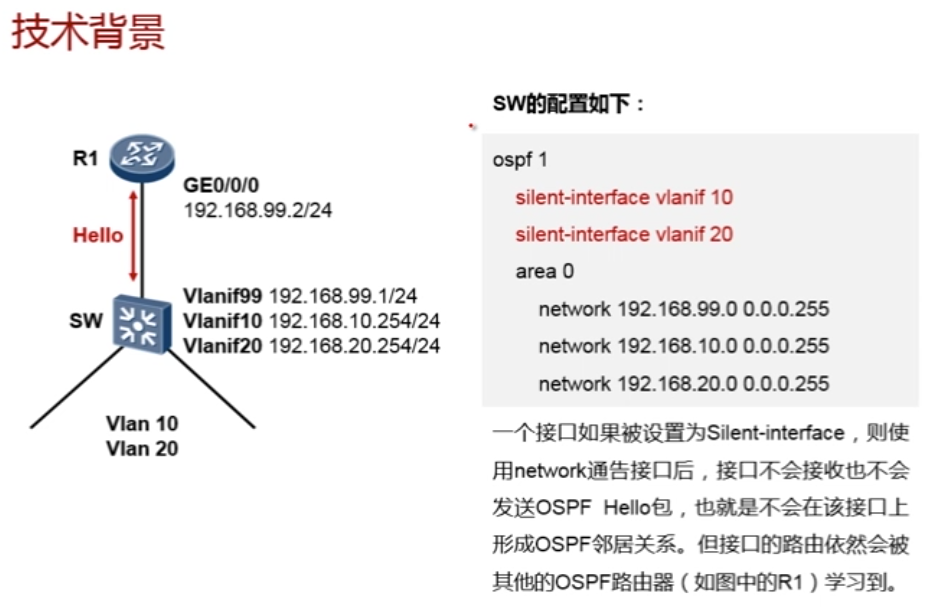 技术背景
R1
GE0/0/0
192.168.99.2/24
Hello
SW
Vlanif99 192.168.99.1/24
Vlanif10 192.168.10.254/24
Vlanif20 192.168.20.254/24
Vlan 10
Vlan 20
SW的配置如下：
ospf 1
silent-interface vlanif 10
silent-interface vlanif 20
area 0
network 192.168.99.0 0.0.0.255
network 192.168.10.0 0.0.0.255
network 192.168.20.0 0.0.0.255
一个接口如果被设置为Silent-interface，则使
用network通告接口后，接口不会接收也不会
发送OSPF Hello包，也就是不会在该接口上
形成OSPF邻居关系。但接口的路由依然会被
其他的OSPF路由器（如图中的R1）学习到。